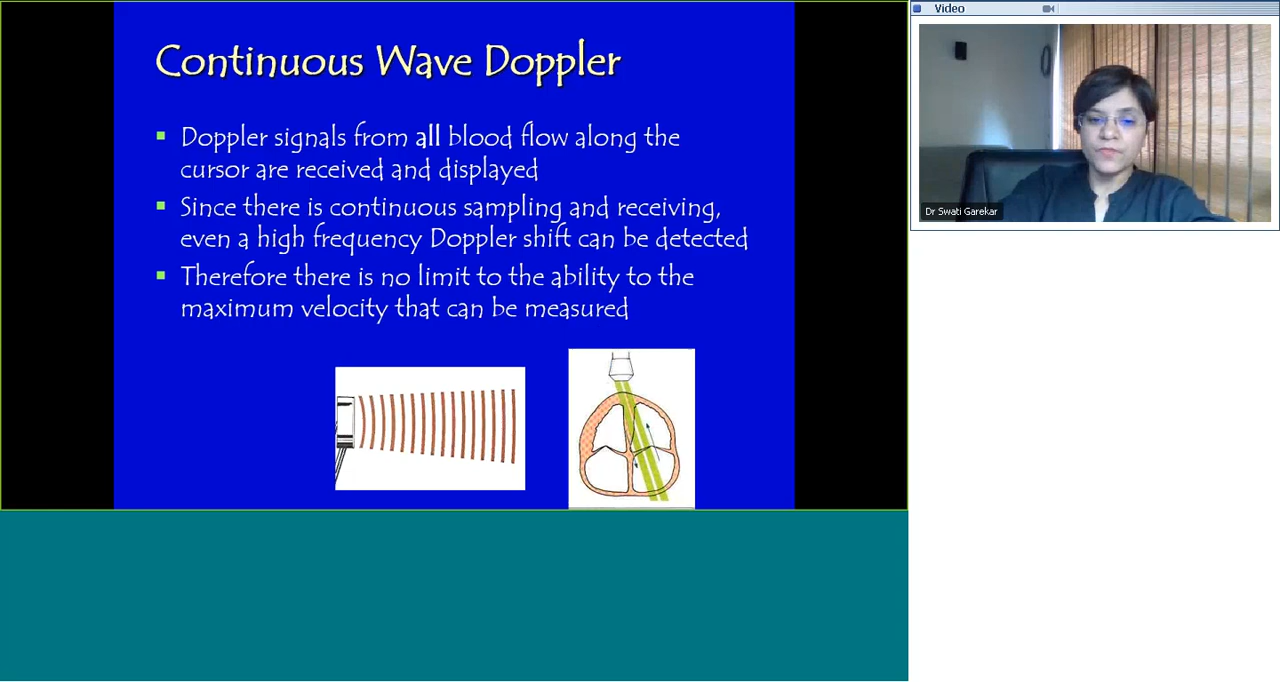 Continuous Wave Doppler
Doppler signals from all blood flow along the
cursor are received and displayed
Since there is continuous sampling and receiving,
even a high frequency Doppler shift can be detected
Therefore there is no limit to the ability to the
maximum velocity that can be measured
Video
Dr Swati Garekar